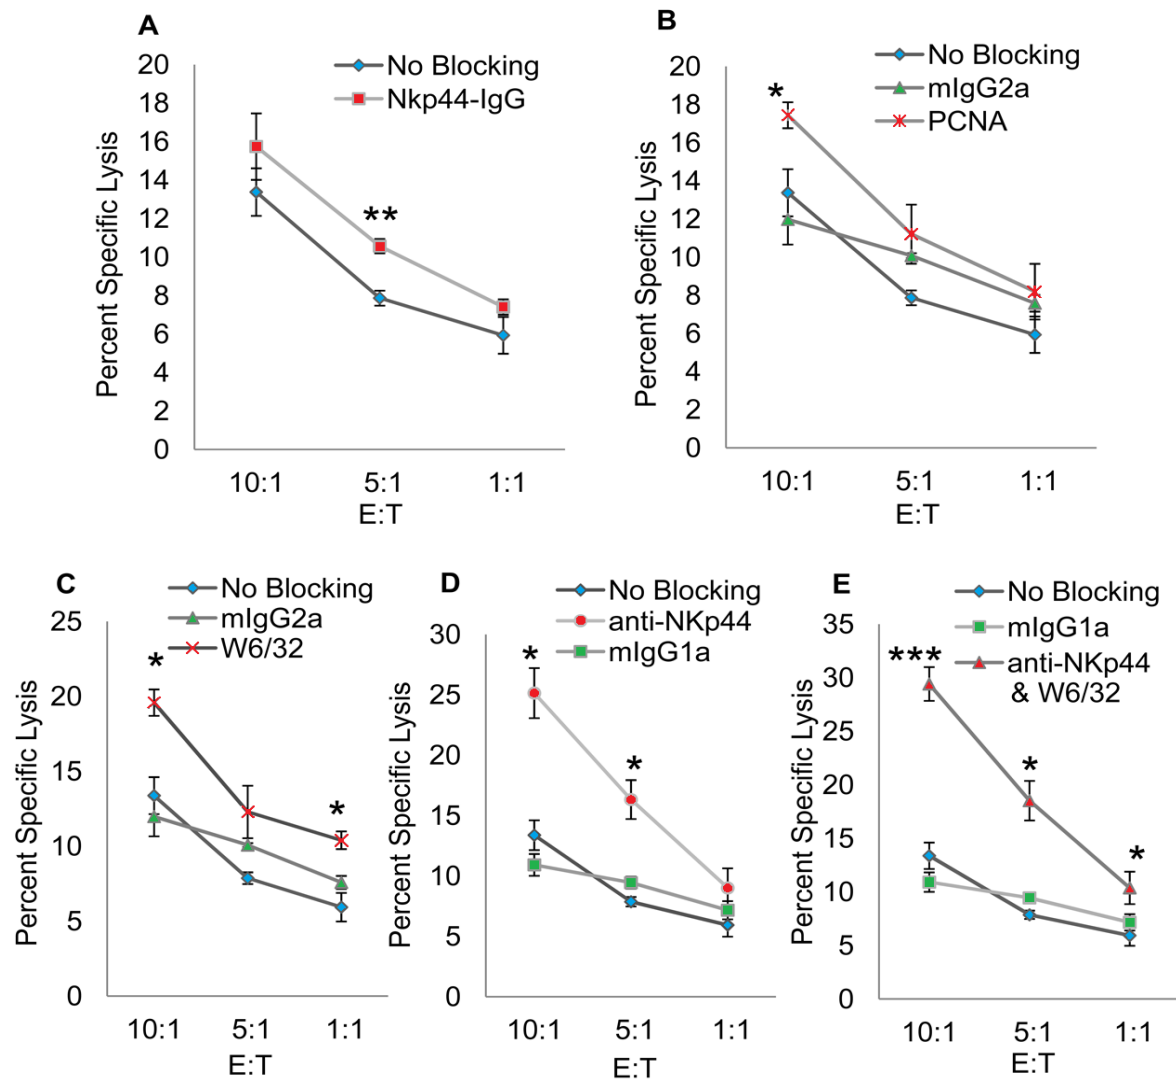 A
No Blocking
Nkp44-IgG
Percent Specific Lysis
20
18
16
14
12
10
8
6
4
2
0
**
10:1 5:1 1:1
E:T
B
No Blocking
mIgG2a
PCNA
Percent Specific Lysis
20
18
16
14
12
10
8
6
4
2
0
*
10:1 5:1 1:1
E:T
C
No Blocking
mIgG2a
W6/32
Percent Specific Lysis
25
20
15
10
5
0
*
*
10:1 5:1 1:1
E:T
D
No Blocking
anti-NKp44
mIgG1a
Percent Specific Lysis
30
25
20
15
10
5
0
*
*
10:1 5:1 1:1
E:T
E
No Blocking
mIgG1a
anti-NKp44
& W6/32
Percent Specific Lysis
35
30
25
20
15
10
5
0
***
*
*
10:1 5:1 1:1
E:T